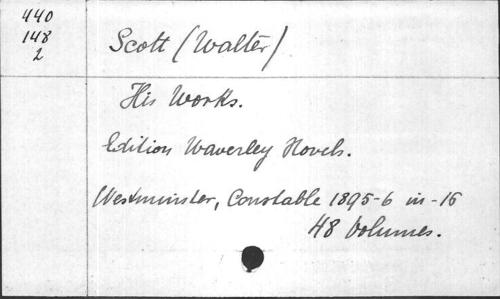 440
148
2
Scott (Walter)
His Works.
Edition Waverley Novels.
Westminster, Constable 1895-6 in-16
48 Volumes.